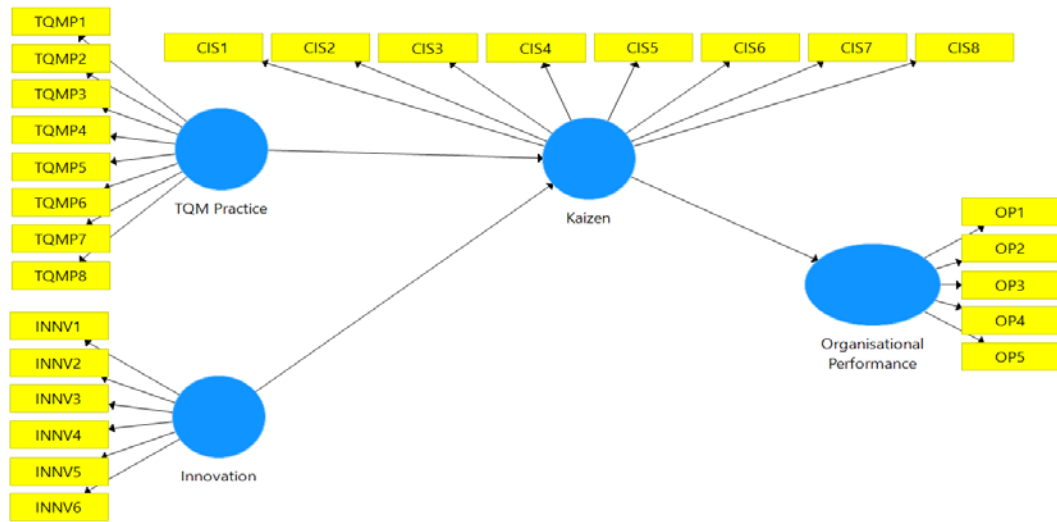 TQMP1
TQMP2
TQMP3
TQMP4
TQMP5
TQMP6
TQMP7
TQMP8
TQM Practice
CIS1
CIS2
CIS3
CIS4
CIS5
CIS6
CIS7
CIS8
Kaizen
INNV1
INNV2
INNV3
INNV4
INNV5
INNV6
Innovation
OP1
OP2
OP3
OP4
OP5
Organisational
Performance